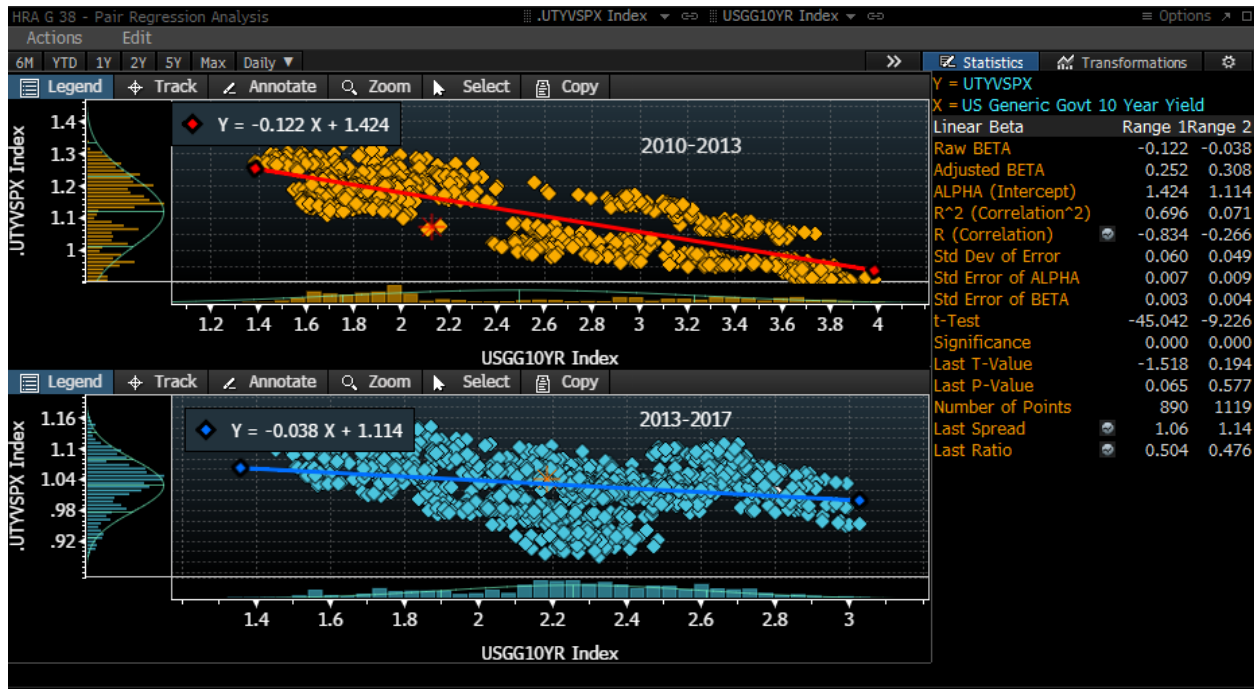 HRA G 38 - Pair Regression Analysis .UTYVSPX Index USGG10YR Index Options
Actions Edit
6M YTD 1Y 2Y 5Y Max Daily ▼ » Statistics Transformations
Legend Track Annotate Zoom Select Copy
.UTYVSPX Index
1.4
1.3
1.2
1.1
1
Y = -0.122 X + 1.424
2010-2013
1.2 1.4 1.6 1.8 2 2.2 2.4 2.6 2.8 3 3.2 3.4 3.6 3.8 4
USGG10YR Index
Legend Track Annotate Zoom Select Copy
.UTYVSPX Index
1.16
1.1
1.04
.98
.92
Y = -0.038 X + 1.114
2013-2017
1.4 1.6 1.8 2 2.2 2.4 2.6 2.8 3
USGG10YR Index
Y = UTYVSPX
X = US Generic Govt 10 Year Yield
Linear Beta Range 1 Range 2
Raw BETA -0.122 -0.038
Adjusted BETA 0.252 0.308
ALPHA (Intercept) 1.424 1.114
R^2 (Correlation^2) 0.696 0.071
R (Correlation) -0.834 -0.266
Std Dev of Error 0.060 0.049
Std Error of ALPHA 0.007 0.009
Std Error of BETA 0.003 0.004
t-Test -45.042 -9.226
Significance 0.000 0.000
Last T-Value -1.518 0.194
Last P-Value 0.065 0.577
Number of Points 890 1119
Last Spread 1.06 1.14
Last Ratio 0.504 0.476